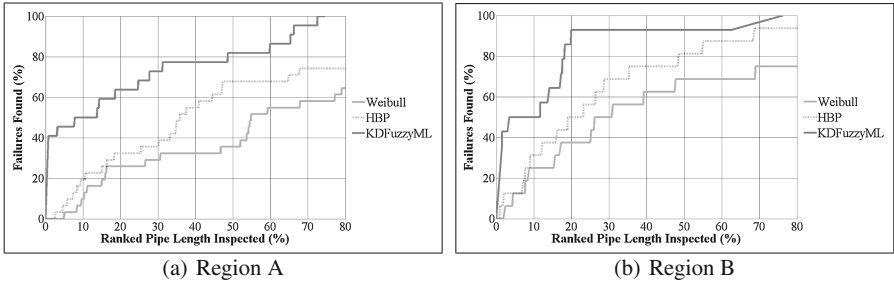 100
80
60
40
20
0
Failures Found (%)
0 10 20 30 40 50 60 70 80
Ranked Pipe Length Inspected (%)
Weibull
HBP
KDFuzzyML
(a) Region A
100
80
60
40
20
0
Failures Found (%)
0 10 20 30 40 50 60 70 80
Ranked Pipe Length Inspected (%)
Weibull
HBP
KDFuzzyML
(b) Region B